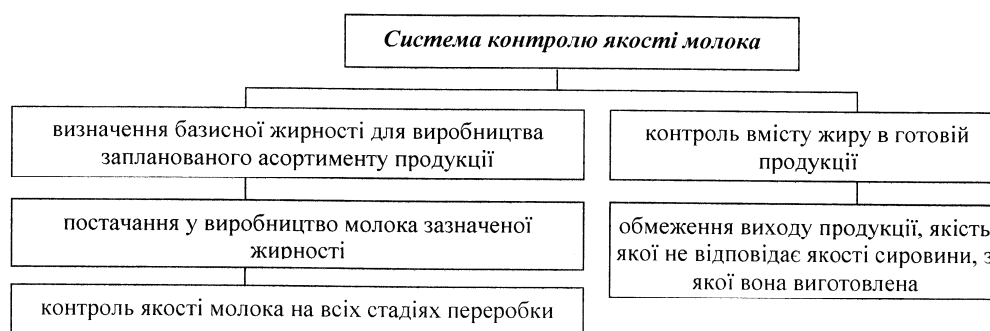 Система контролю якості молока
визначення базисної жирності для виробництва
запланованого асортименту продукції
контроль вмісту жиру в готовій
продукції
постачання у виробництво молока зазначеної
жирності
обмеження виходу продукції, якість
якої не відповідає якості сировини, з
якої вона виготовлена
контроль якості молока на всіх стадіях переробки